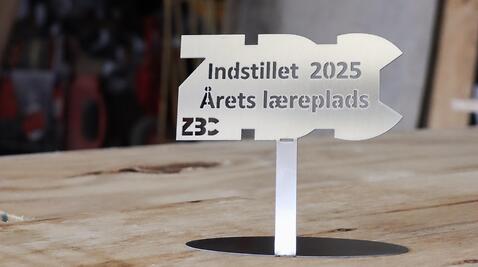 Indstillet 2025
Årets læreplads
ZBC